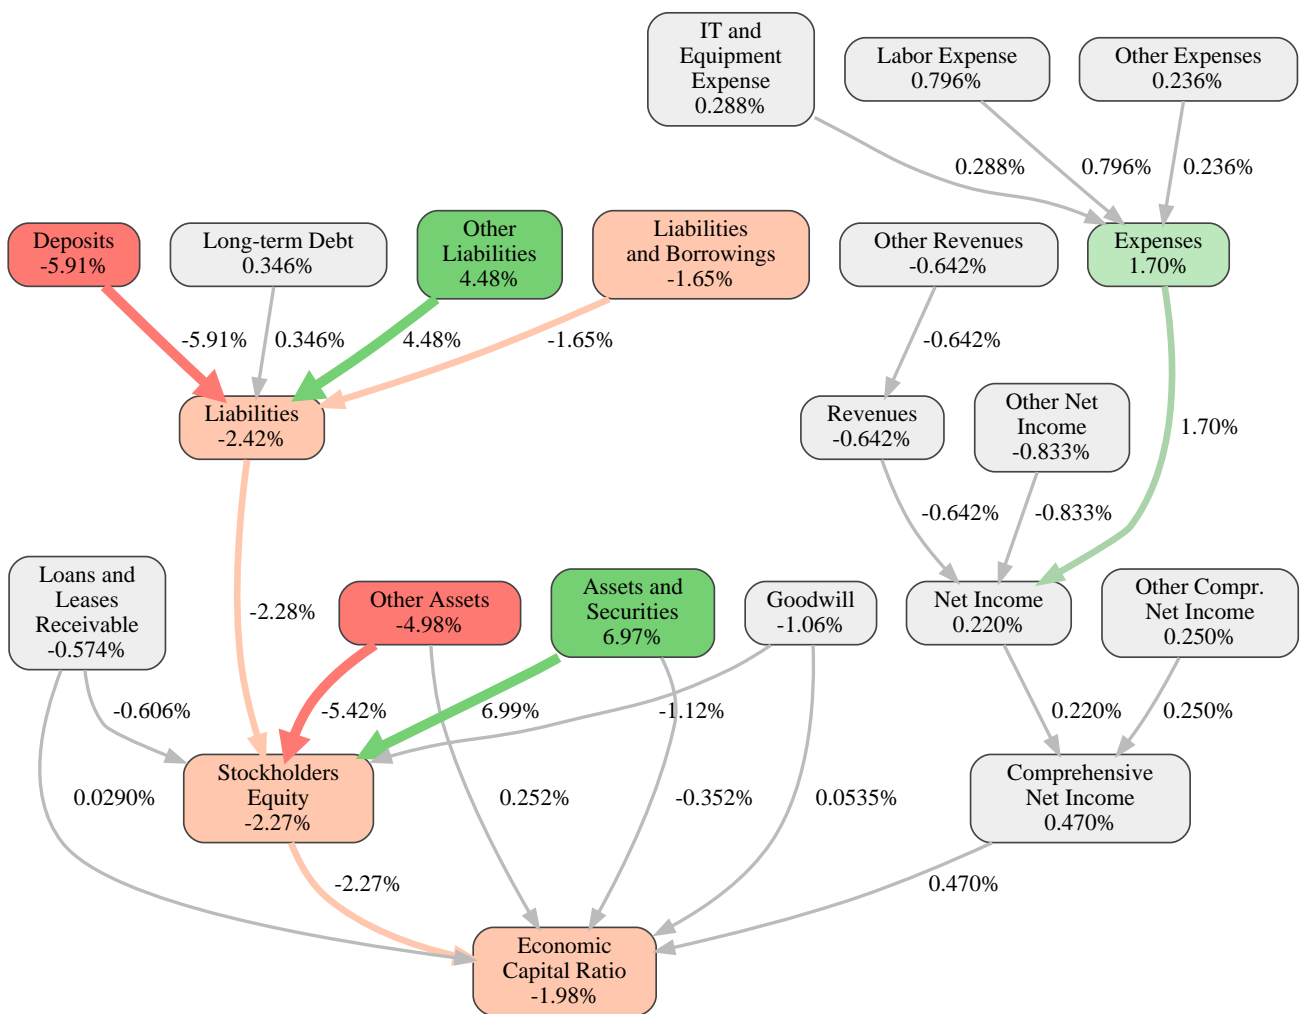 IT and
Equipment
Expense
0.288%
Labor Expense
0.796%
Other Expenses
0.236%
0.288%
0.796%
0.236%
Deposits
-5.91%
Long-term Debt
0.346%
Other
Liabilities
4.48%
Liabilities
and Borrowings
-1.65%
Other Revenues
-0.642%
Expenses
1.70%
-5.91%
0.346%
4.48%
-1.65%
-0.642%
Liabilities
-2.42%
Revenues
-0.642%
Other Net
Income
-0.833%
1.70%
-0.642%
-0.833%
Loans and
Leases
Receivable
-0.574%
-2.28%
Other Assets
-4.98%
Assets and
Securities
6.97%
Goodwill
-1.06%
Net Income
0.220%
Other Compr.
Net Income
0.250%
-0.606%
-5.42%
6.99%
-1.12%
0.220%
0.250%
0.0290%
Stockholders
Equity
-2.27%
0.252%
-0.352%
0.0535%
Comprehensive
Net Income
0.470%
-2.27%
0.470%
Economic
Capital Ratio
-1.98%